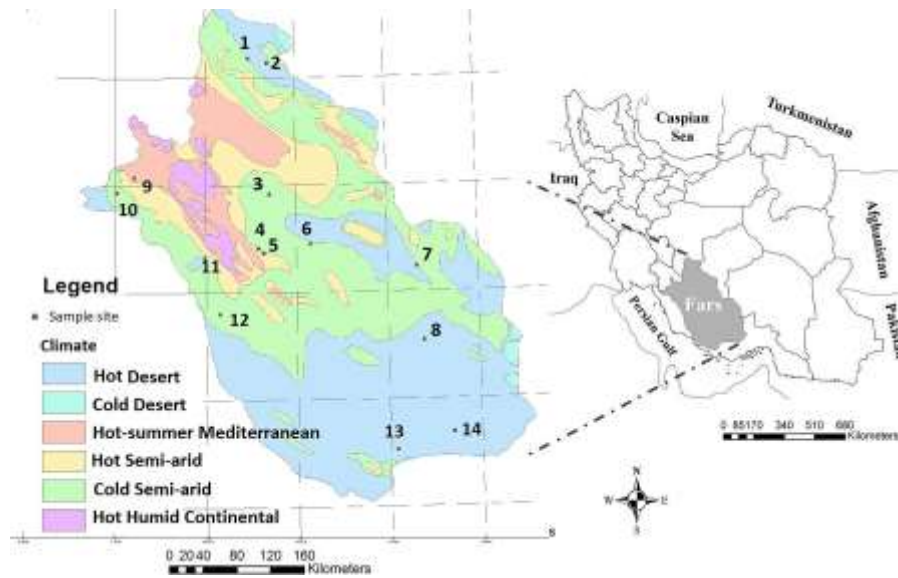 1
2
3
4
5
6
7
8
9
10
11
12
13
14
Legend
Sample site
Climate
Hot Desert
Cold Desert
Hot-summer Mediterranean
Hot Semi-arid
Cold Semi-arid
Hot Humid Continental
0 20 40 80 120 160
Kilometers
Caspian
Sea
Turkmenistan
Iraq
Afghanistan
Pakistan
Persian Gulf
Fars
0 85170 340 510 680
Kilometers
N
W E
S